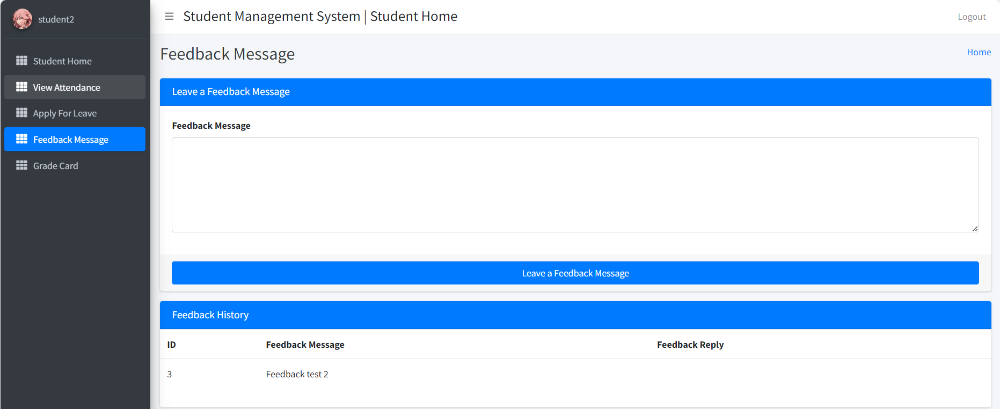 student2
Student Home
View Attendance
Apply For Leave
Feedback Message
Grade Card
Student Management System | Student Home
Logout
Feedback Message
Home
Leave a Feedback Message
Feedback Message
Leave a Feedback Message
Feedback History
ID Feedback Message Feedback Reply
3 Feedback test 2